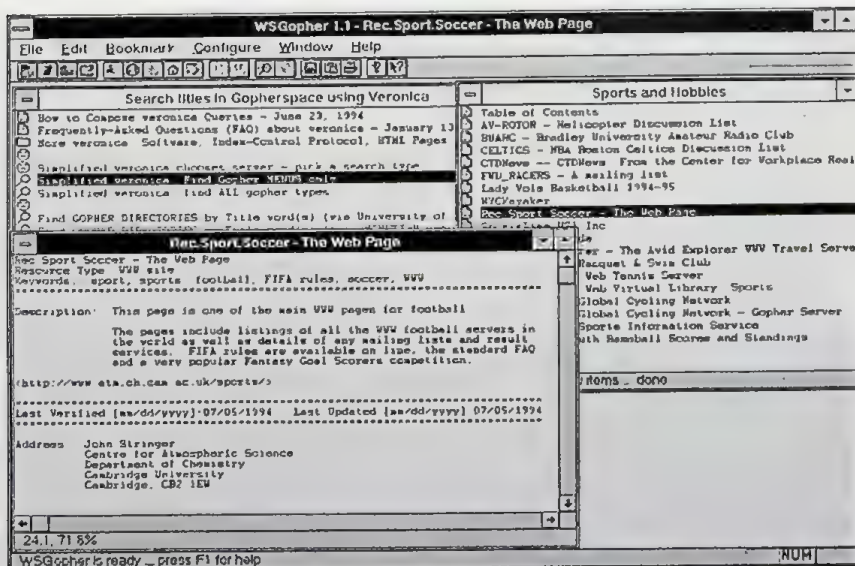 WSGopher 1.1 - Rec.Sport.Soccer - The Web Page
File Edit Bookmark Configure Window Help
Search titles in Gopherspace using Veronica
How to Compose veronica Queries - June 23, 1994
Frequently-Asked Questions (FAQ) about veronica - January 13
More veronica: Software, Index-Control Protocol, HTML Pages
Simplified veronica chooses server - pick a search type
Simplified veronica: Find Gopher MENUS only
Simplified veronica: find ALL gopher types
Find GOPHER DIRECTORIES by Title word(s) (via University of
Sports and Hobbies
Table of Contents
AV-ROTOR - Helicopter Discussion List
BUARC - Bradley University Amateur Radio Club
CELTICS - NBA Boston Celtics Discussion List
CTDNews -- CTDNews From the Center for Workplace Heal
FWD_RACERS - A mailing list
Lady Vols Basketball 1994-95
NYCKayaker
Rec Sport Soccer - The Web Page
Inc
rer - The Avid Explorer WWW Travel Serve
Racquet & Swim Club
Web Tennis Server
Web Virtual Library Sports
Global Cycling Network
Global Cycling Network - Gopher Server
Sports Information Service
uth Baseball Scores and Standings
items _ done
Rec.Sport.Soccer - The Web Page
Rec Sport Soccer - The Web Page
Resource Type WWW site
Keywords. sport, sports football, FIFA rules, soccer, WWW
Description: This page is one of the main WWW pages for football
The pages include listings of all the WWW football servers in
the world as well as details of any mailing lists and result
services. FIFA rules are available on line, the standard FAQ
and a very popular Fantasy Goal Scorers competition.
<http://www atm.ch.cam ac.uk/sports/>
Last Verified [mm/dd/yyyy] 07/05/1994 Last Updated [mm/dd/yyyy] 07/05/1994
Address John Stringer
Centre for Atmospheric Science
Department of Chemistry
Cambridge University
Cambridge, CB2 1EW
24.1, 71 8%
WSGopher is ready _ press F1 for help
NUM